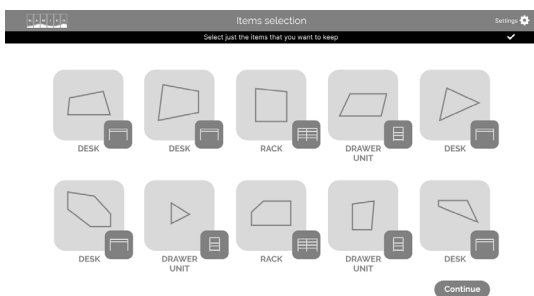 Items selection
Settings
Select just the items that you want to keep
DESK
DESK
RACK
DRAWER
UNIT
DESK
DESK
DRAWER
UNIT
RACK
DRAWER
UNIT
DESK
Continue